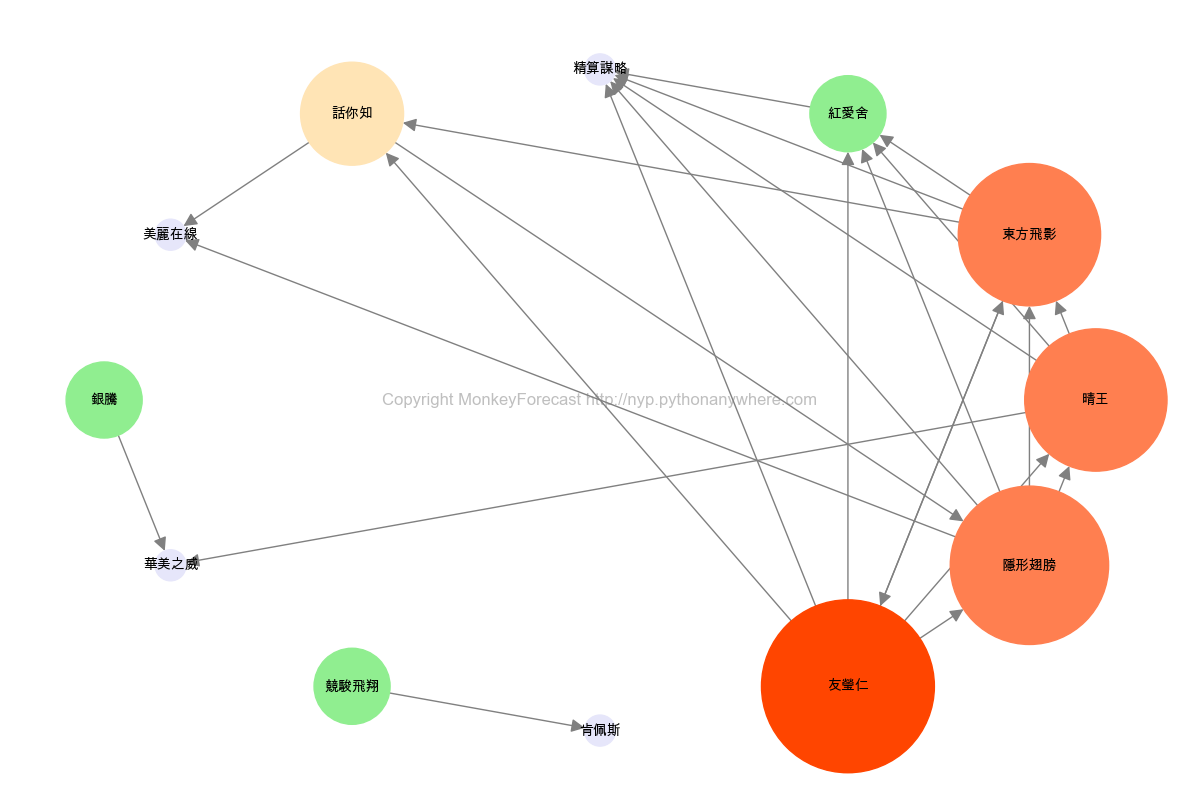 精算謀略
話你知
紅愛舍
東方飛影
美麗在線
銀騰
Copyright MonkeyForecast http://nyp.pythonanywhere.com
晴王
華美之威
隱形翅膀
競駿飛翔
友瑩仁
肯佩斯